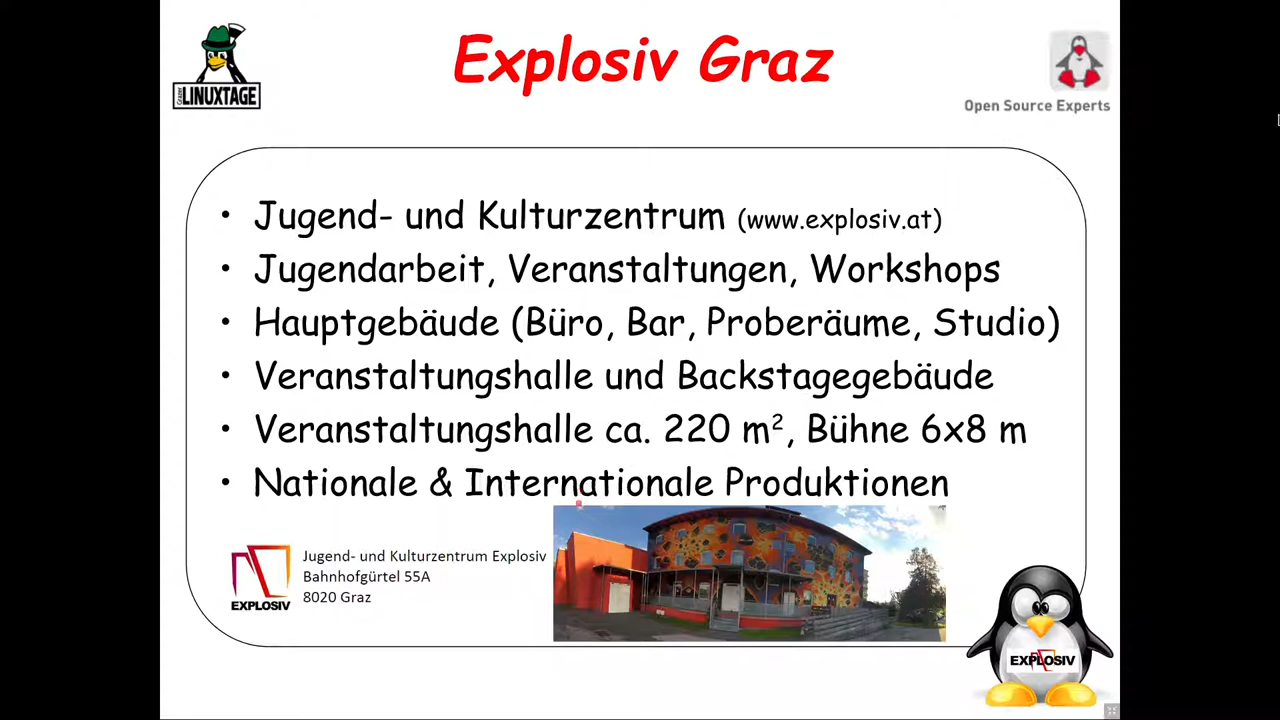 Explosiv Graz
Grazer
LINUXTAGE
Open Source Experts
• Jugend- und Kulturzentrum (www.explosiv.at)
• Jugendarbeit, Veranstaltungen, Workshops
• Hauptgebäude (Büro, Bar, Proberäume, Studio)
• Veranstaltungshalle und Backstagegebäude
• Veranstaltungshalle ca. 220 m², Bühne 6x8 m
• Nationale & Internationale Produktionen
Jugend- und Kulturzentrum Explosiv
Bahnhofgürtel 55A
8020 Graz
EXPLOSIV
EXPLOSIV